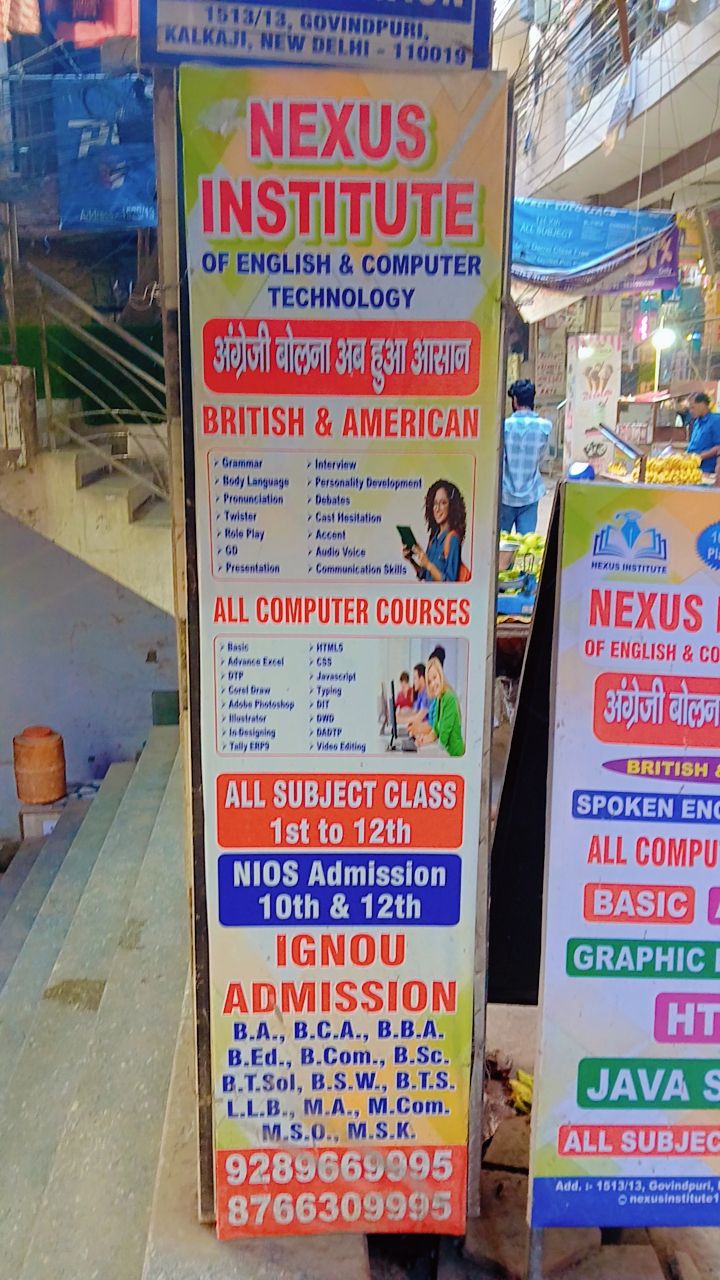 1513/13, GOVINDPURI,
KALKAJI, NEW DELHI - 110019
NEXUS
INSTITUTE
OF ENGLISH & COMPUTER
TECHNOLOGY
अंग्रेजी बोलना अब हुआ आसान
BRITISH & AMERICAN
Grammar
Body Language
Pronunciation
Twister
Role Play
GD
Presentation
Interview
Personality Development
Debates
Cast Hesitation
Accent
Audio Voice
Communication Skills
ALL COMPUTER COURSES
Basic
Advance Excel
DTP
Corel Draw
Adobe Photoshop
Illustrator
In Designing
Tally ERP9
HTML5
CSS
Javascript
Typing
DIT
DWD
DADTP
Video Editing
ALL SUBJECT CLASS
1st to 12th
NIOS Admission
10th & 12th
IGNOU
ADMISSION
B.A., B.C.A., B.B.A.
B.Ed., B.Com., B.Sc.
B.T.Sol, B.S.W., B.T.S.
L.L.B., M.A., M.Com.
M.S.O., M.S.K.
9289669995
8766309995
ALL SUBJECT
NEXUS INSTITUTE
NEXUS
OF ENGLISH & CO
अंग्रेजी बोलन
BRITISH &
SPOKEN ENG
ALL COMPU
BASIC
GRAPHIC
HT
JAVA S
ALL SUBJEC
Add. :- 1513/13, Govindpuri,
nexusinstitute1